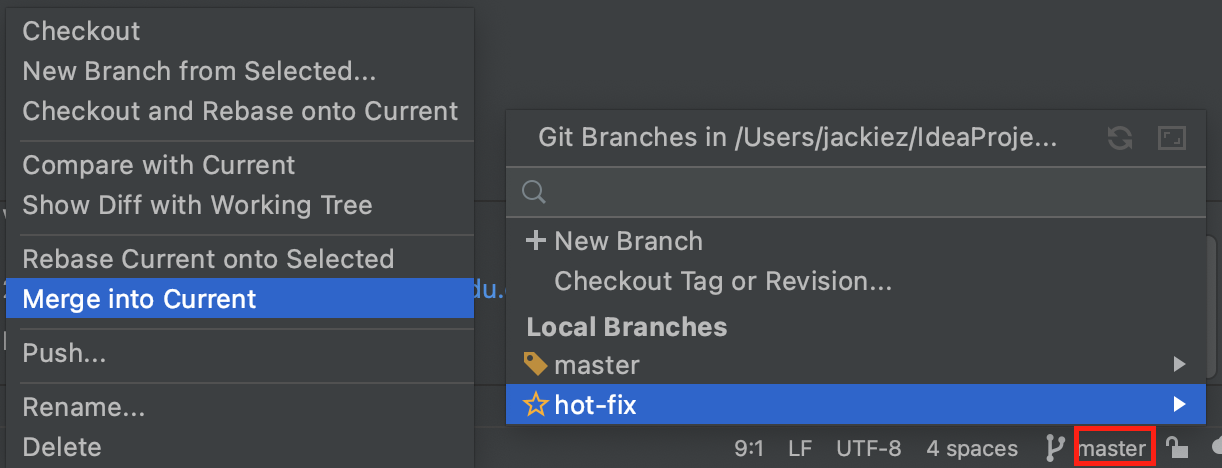 Checkout
New Branch from Selected...
Checkout and Rebase onto Current
Compare with Current
Show Diff with Working Tree
Rebase Current onto Selected
Merge into Current
Push...
Rename...
Delete
Git Branches in /Users/jackiez/IdeaProje...
New Branch
Checkout Tag or Revision...
Local Branches
master
hot-fix
9:1 LF UTF-8 4 spaces master